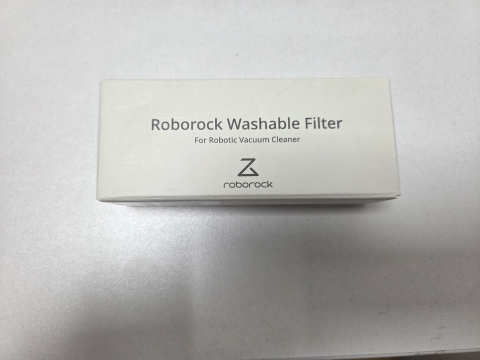 Roborock Washable Filter
For Robotic Vacuum Cleaner
roborock